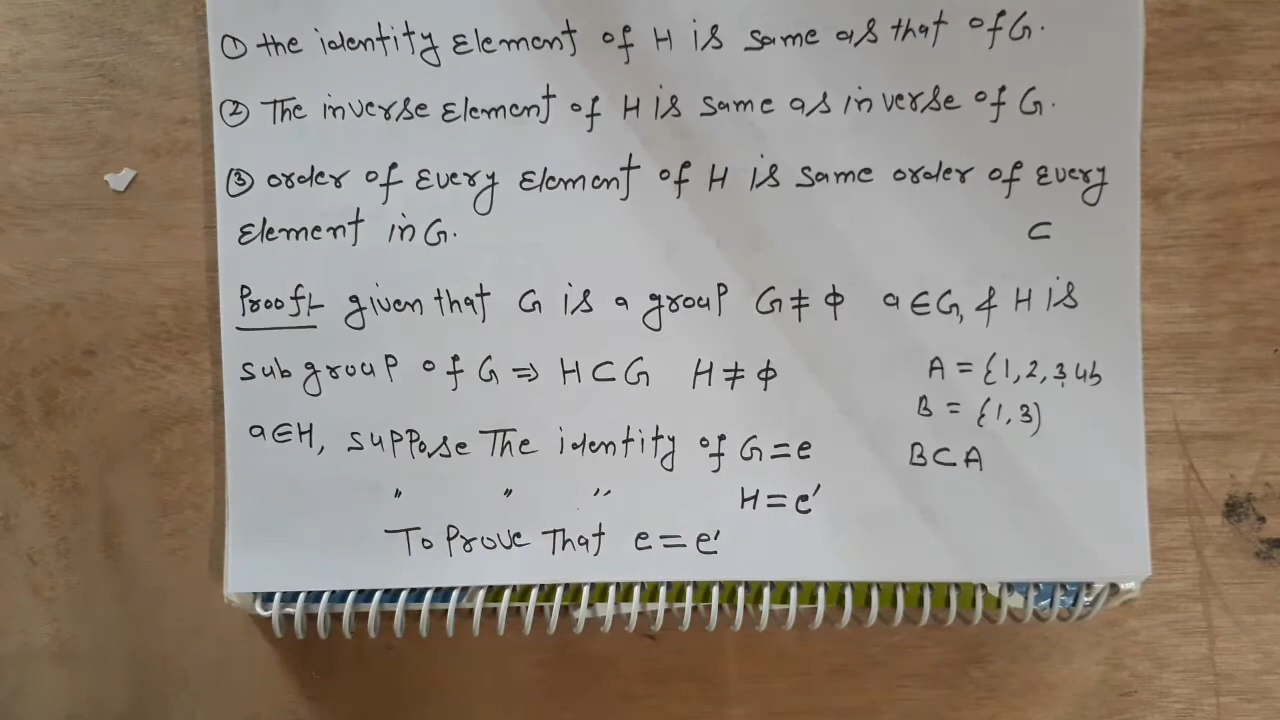 ① the identity Element of H is same as that of G.
② The inverse Element of H is same as inverse of G.
③ order of Every Element of H is same order of Every
Element in G.
⊂
Proof:- given that G is a group G ≠ ϕ a ∈ G, & H is
subgroup of G ⇒ H ⊂ G H ≠ ϕ
a ∈ H, suppose The identity of G = e
" " " H = e'
To Prove That e = e'
A = {1, 2, 3, 4}
B = {1, 3}
B ⊂ A